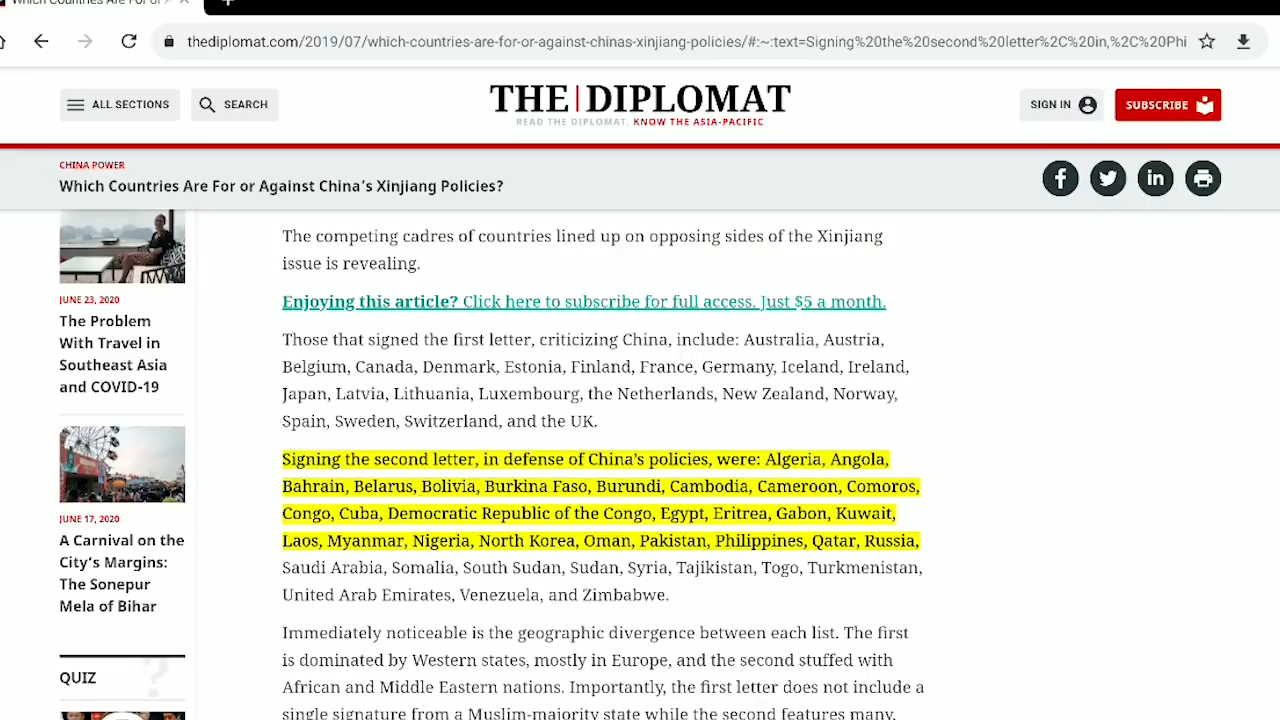 Which Countries Are For or A
thediplomat.com/2019/07/which-countries-are-for-or-against-chinas-xinjiang-policies/#:~:text=Signing%20the%20second%20letter%2C%20in,%2C%20Phi
ALL SECTIONS
SEARCH
THE|DIPLOMAT
READ THE DIPLOMAT, KNOW THE ASIA-PACIFIC
SIGN IN
SUBSCRIBE
CHINA POWER
Which Countries Are For or Against China's Xinjiang Policies?
JUNE 23, 2020
The Problem
With Travel in
Southeast Asia
and COVID-19
JUNE 17, 2020
A Carnival on the
City's Margins:
The Sonepur
Mela of Bihar
QUIZ
The competing cadres of countries lined up on opposing sides of the Xinjiang
issue is revealing.
Enjoying this article? Click here to subscribe for full access. Just $5 a month.
Those that signed the first letter, criticizing China, include: Australia, Austria,
Belgium, Canada, Denmark, Estonia, Finland, France, Germany, Iceland, Ireland,
Japan, Latvia, Lithuania, Luxembourg, the Netherlands, New Zealand, Norway,
Spain, Sweden, Switzerland, and the UK.
Signing the second letter, in defense of China's policies, were: Algeria, Angola,
Bahrain, Belarus, Bolivia, Burkina Faso, Burundi, Cambodia, Cameroon, Comoros,
Congo, Cuba, Democratic Republic of the Congo, Egypt, Eritrea, Gabon, Kuwait,
Laos, Myanmar, Nigeria, North Korea, Oman, Pakistan, Philippines, Qatar, Russia,
Saudi Arabia, Somalia, South Sudan, Sudan, Syria, Tajikistan, Togo, Turkmenistan,
United Arab Emirates, Venezuela, and Zimbabwe.
Immediately noticeable is the geographic divergence between each list. The first
is dominated by Western states, mostly in Europe, and the second stuffed with
African and Middle Eastern nations. Importantly, the first letter does not include a
single signature from a Muslim-majority state while the second features many.